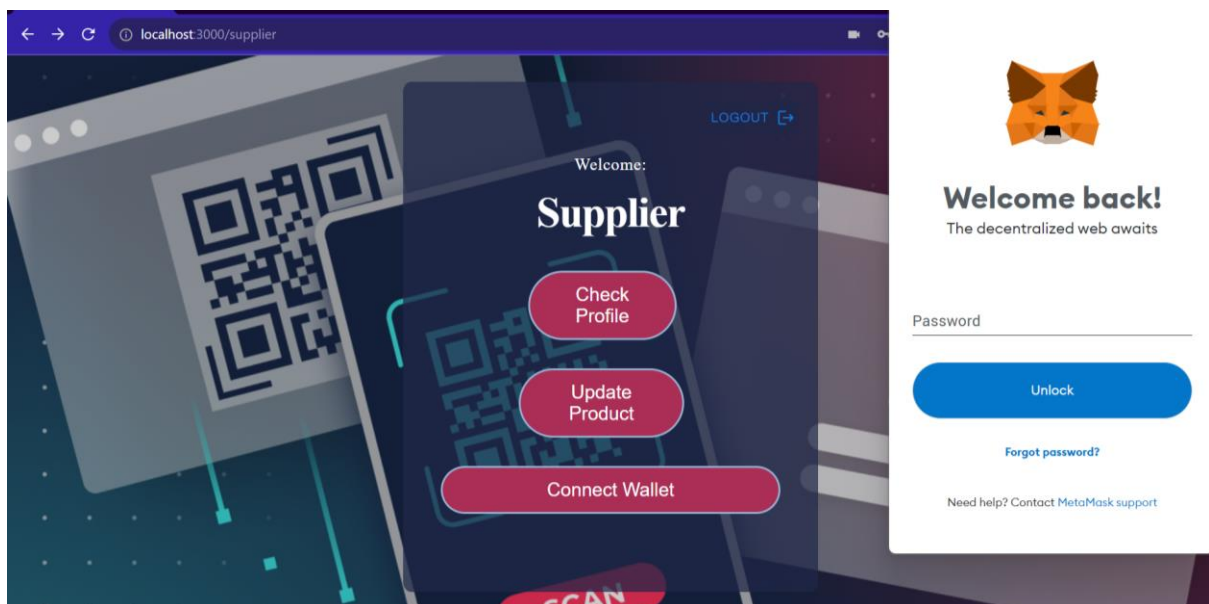 localhost:3000/supplier
LOGOUT
Welcome:
Supplier
Check
Profile
Update
Product
Connect Wallet
SCAN
Welcome back!
The decentralized web awaits
Password
Unlock
Forgot password?
Need help? Contact MetaMask support